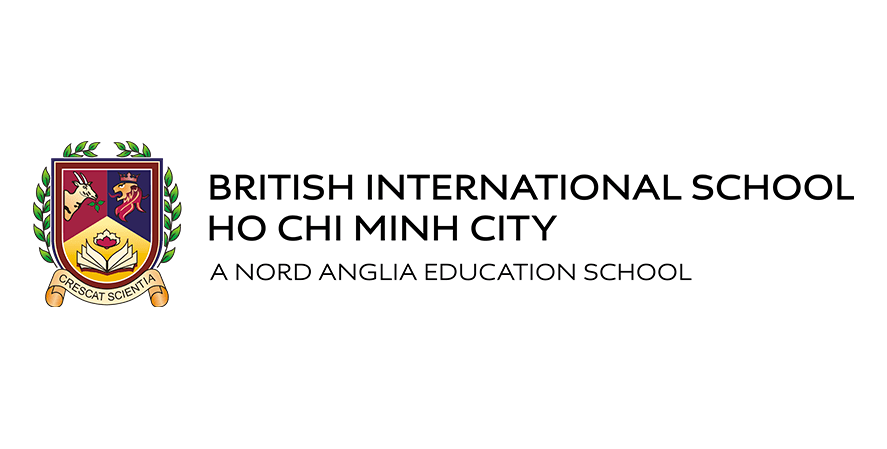 BRITISH INTERNATIONAL SCHOOL
HO CHI MINH CITY
A NORD ANGLIA EDUCATION SCHOOL
CRESCAT SCIENTIA